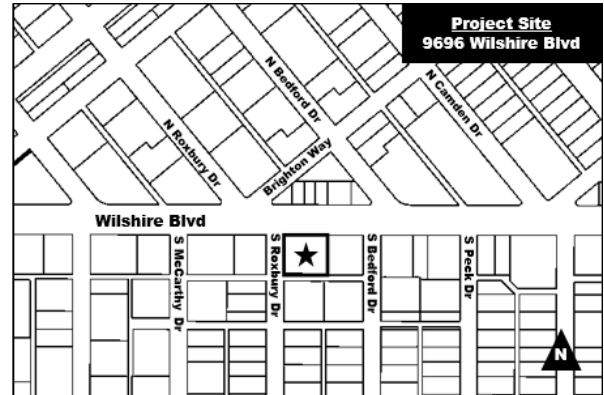 Project Site
9696 Wilshire Blvd
N Bedford Dr
N Camden Dr
N Roxbury Dr
Brighton Way
Wilshire Blvd
S McCarthy Dr
S Roxbury Dr
S Bedford Dr
S Peck Dr
N